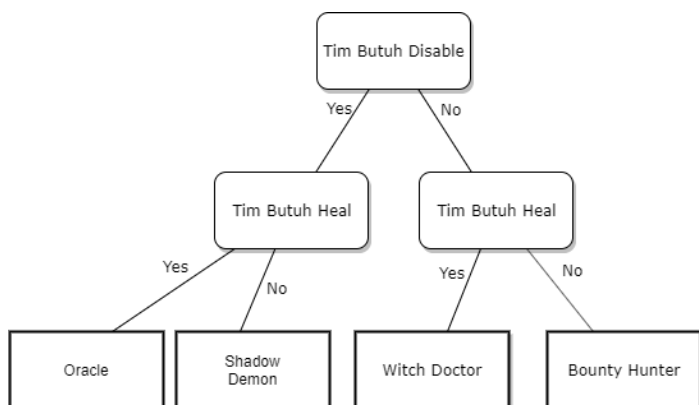 Tim Butuh Disable
Yes
No
Tim Butuh Heal
Tim Butuh Heal
Yes
No
Yes
No
Oracle
Shadow
Demon
Witch Doctor
Bounty Hunter